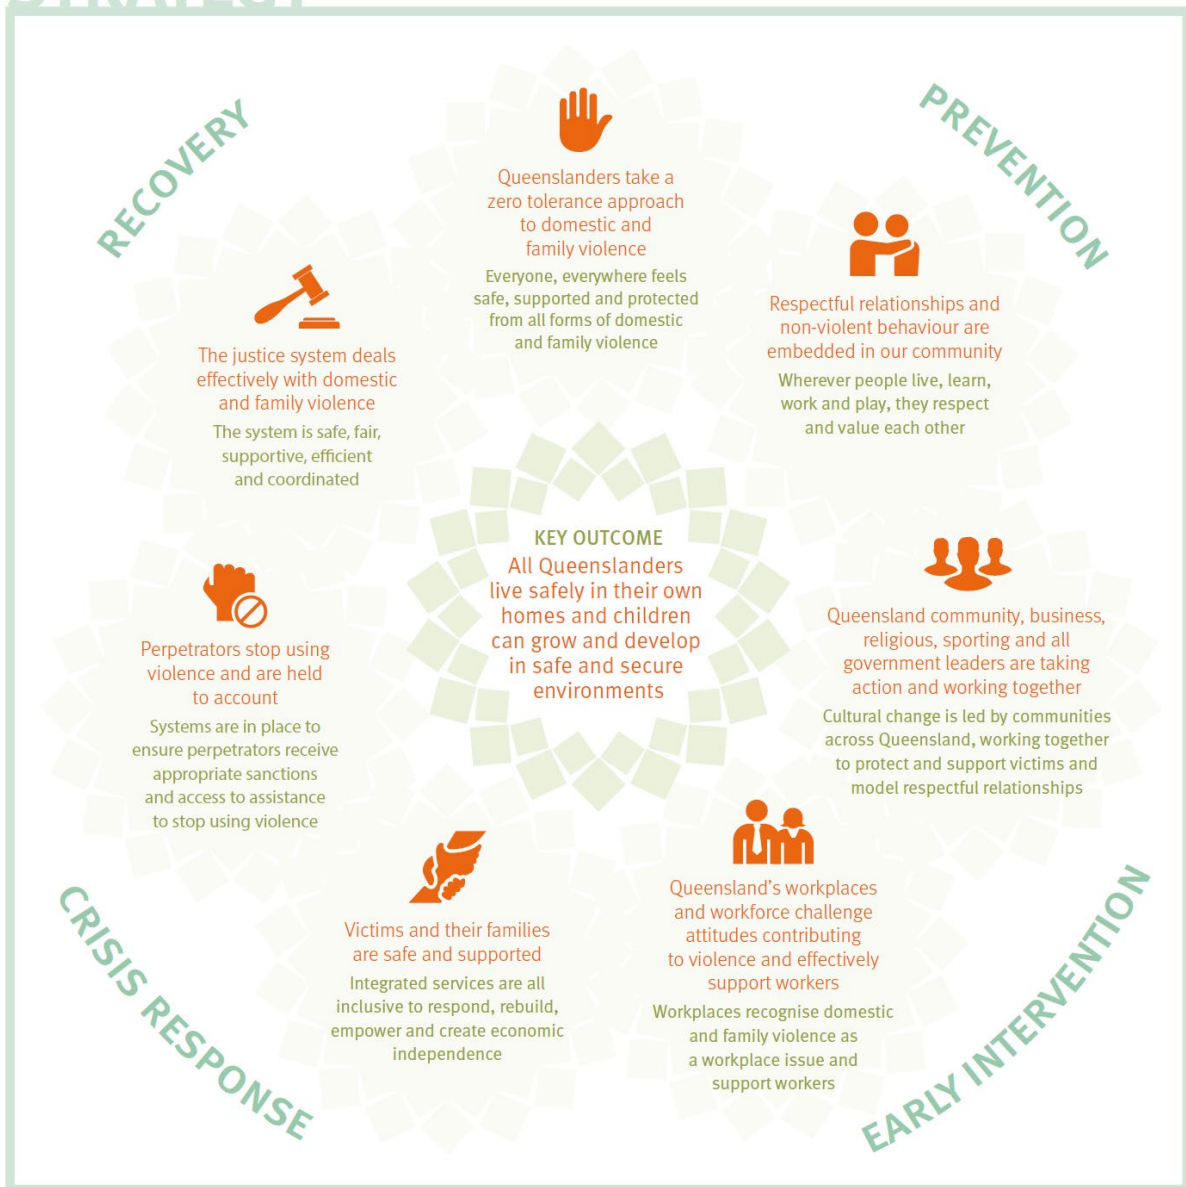 STRATEGY
RECOVERY
PREVENTION
Queenslanders take a
zero tolerance approach
to domestic and
family violence
Everyone, everywhere feels
safe, supported and protected
from all forms of domestic
and family violence
Respectful relationships and
non-violent behaviour are
embedded in our community
Wherever people live, learn,
work and play, they respect
and value each other
The justice system deals
effectively with domestic
and family violence
The system is safe, fair,
supportive, efficient
and coordinated
KEY OUTCOME
All Queenslanders
live safely in their own
homes and children
can grow and develop
in safe and secure
environments
Queensland community, business,
religious, sporting and all
government leaders are taking
action and working together
Cultural change is led by communities
across Queensland, working together
to protect and support victims and
model respectful relationships
Perpetrators stop using
violence and are held
to account
Systems are in place to
ensure perpetrators receive
appropriate sanctions
and access to assistance
to stop using violence
Queensland's workplaces
and workforce challenge
attitudes contributing
to violence and effectively
support workers
Workplaces recognise domestic
and family violence as
a workplace issue and
support workers
Victims and their families
are safe and supported
Integrated services are all
inclusive to respond, rebuild,
empower and create economic
independence
CRISIS RESPONSE
EARLY INTERVENTION